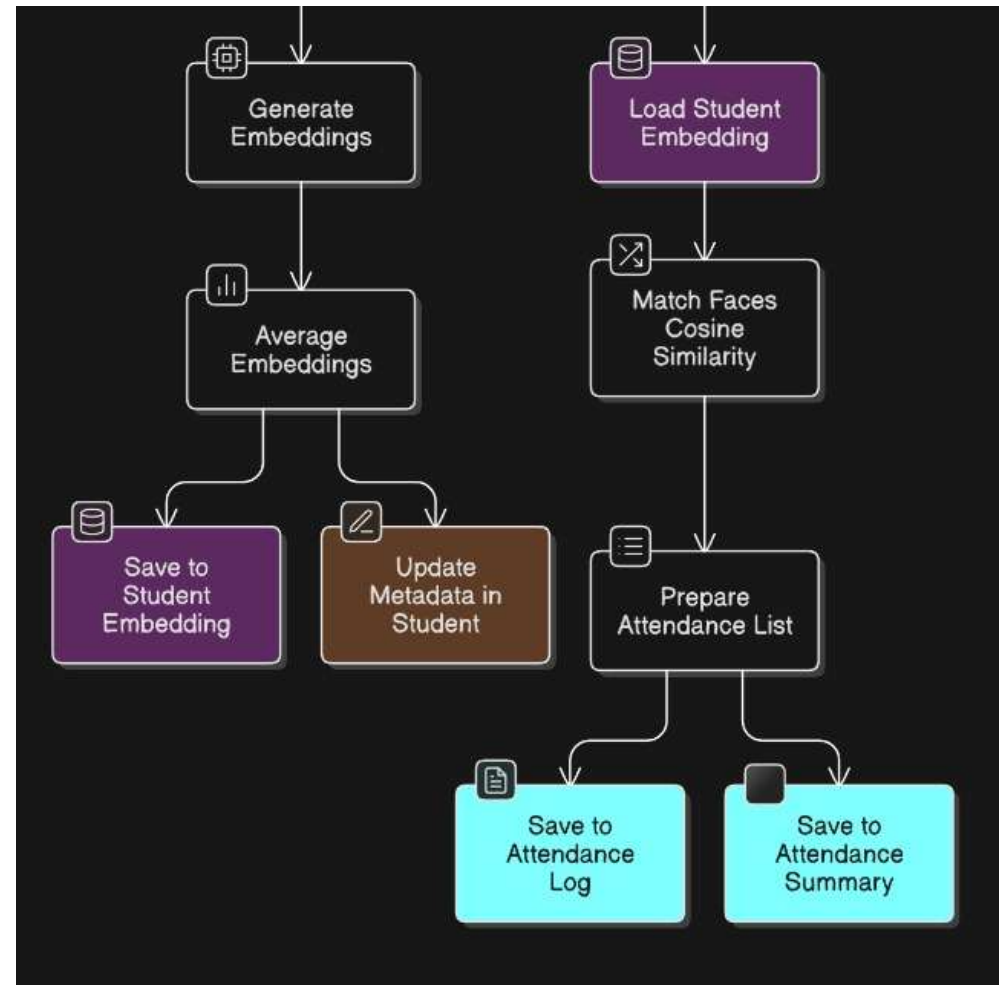 Generate
Embeddings
Load Student
Embedding
Average
Embeddings
Match Faces
Cosine
Similarity
Save to
Student
Embedding
Update
Metadata in
Student
Prepare
Attendance List
Save to
Attendance
Log
Save to
Attendance
Summary